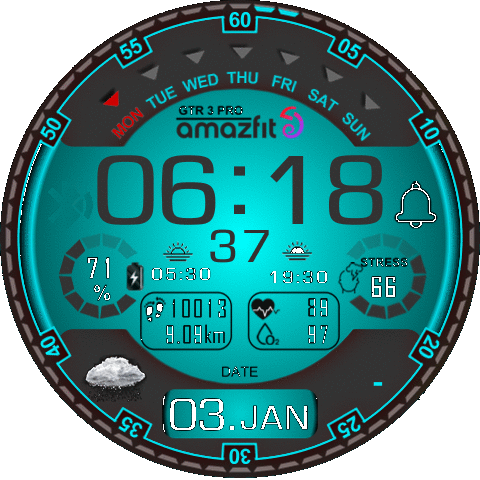 60
55
05
50
10
MON TUE WED THU FRI SAT SUN
GTR 3 PRO
amazfit
06:18
37
05:30
19:30
71
%
STRESS
66
10013
9.09km
89
O2 97
40
20
DATE
-
03.JAN
35
25
30